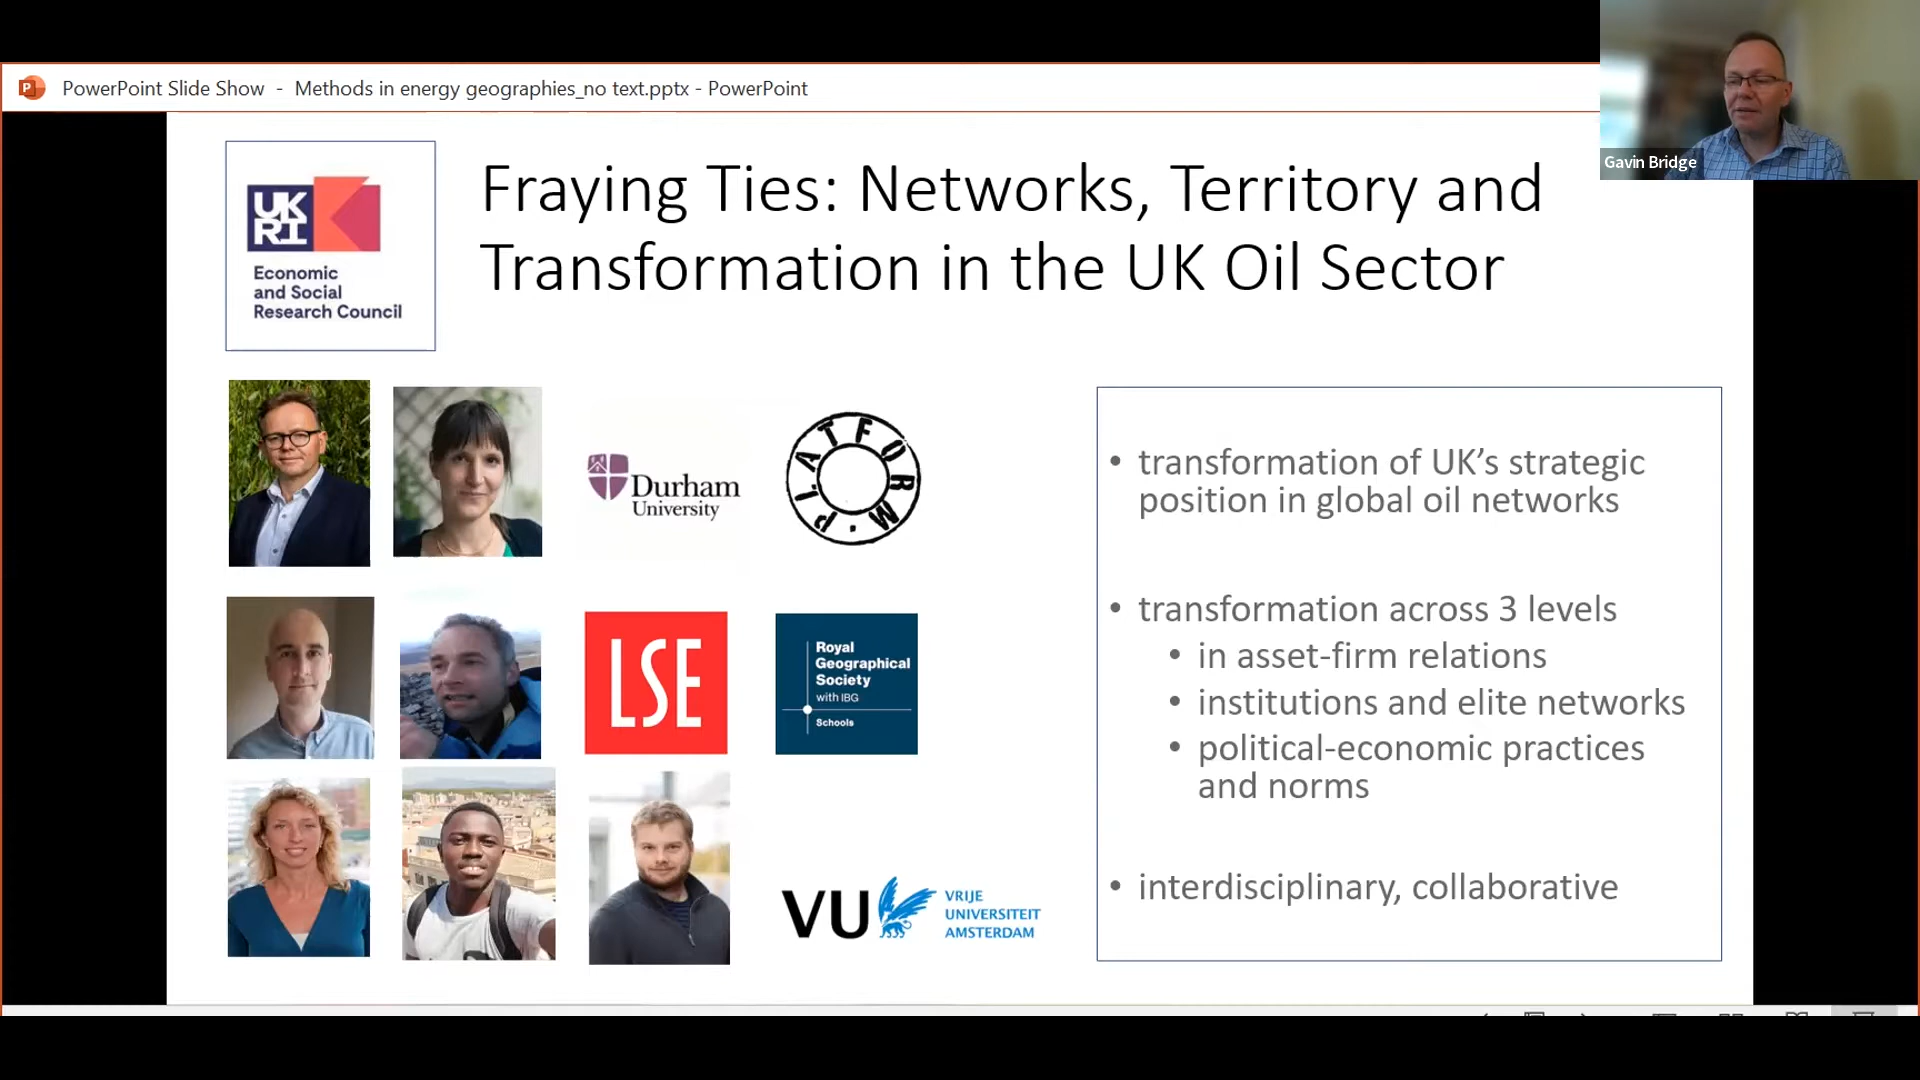 PowerPoint Slide Show - Methods in energy geographies_no text.pptx - PowerPoint
Gavin Bridge
UK
RI
Economic
and Social
Research Council
Fraying Ties: Networks, Territory and
Transformation in the UK Oil Sector
Durham
University
PLATFORM
LSE
Royal
Geographical
Society
with IBG
Schools
VU
VRIJE
UNIVERSITEIT
AMSTERDAM
• transformation of UK’s strategic
position in global oil networks
• transformation across 3 levels
• in asset-firm relations
• institutions and elite networks
• political-economic practices
and norms
• interdisciplinary, collaborative